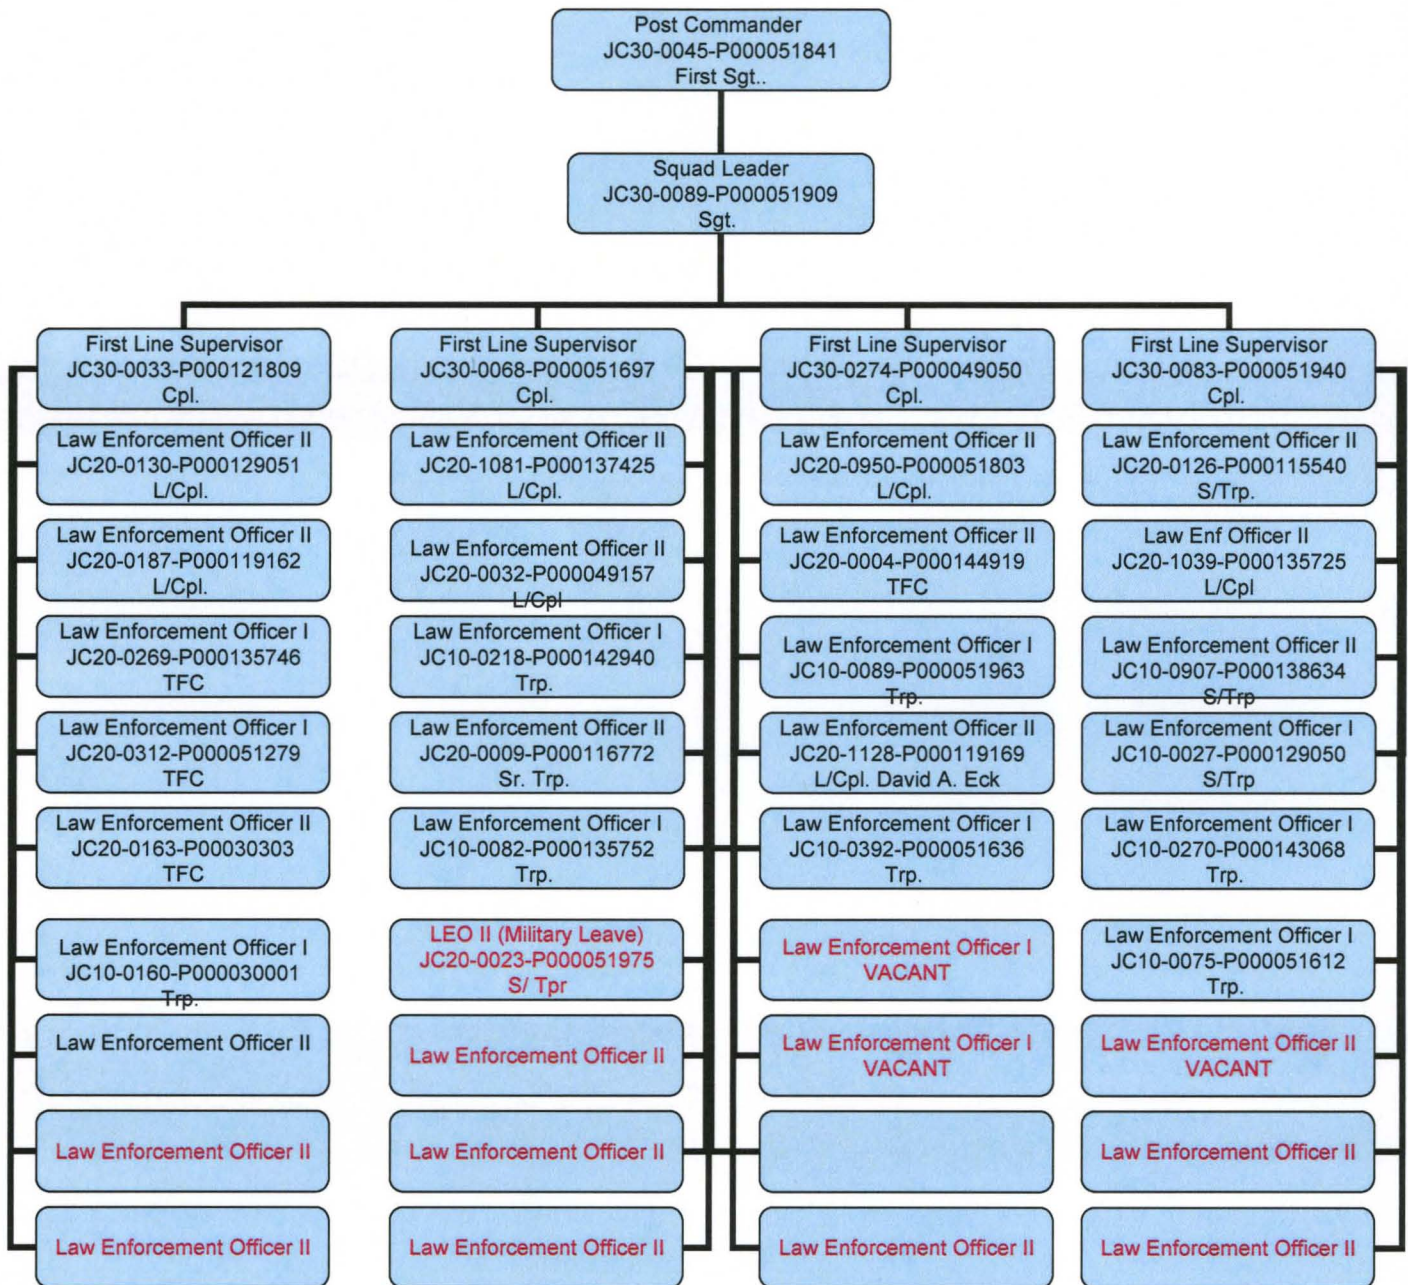 Post Commander
JC30-0045-P000051841
First Sgt..
Squad Leader
JC30-0089-P000051909
Sgt.
First Line Supervisor
JC30-0033-P000121809
Cpl.
Law Enforcement Officer II
JC20-0130-P000129051
L/Cpl.
Law Enforcement Officer II
JC20-0187-P000119162
L/Cpl.
Law Enforcement Officer I
JC20-0269-P000135746
TFC
Law Enforcement Officer I
JC20-0312-P000051279
TFC
Law Enforcement Officer II
JC20-0163-P00030303
TFC
Law Enforcement Officer I
JC10-0160-P000030001
Trp.
Law Enforcement Officer II
Law Enforcement Officer II
Law Enforcement Officer II
First Line Supervisor
JC30-0068-P000051697
Cpl.
Law Enforcement Officer II
JC20-1081-P000137425
L/Cpl.
Law Enforcement Officer II
JC20-0032-P000049157
L/Cpl
Law Enforcement Officer I
JC10-0218-P000142940
Trp.
Law Enforcement Officer II
JC20-0009-P000116772
Sr. Trp.
Law Enforcement Officer I
JC10-0082-P000135752
Trp.
LEO II (Military Leave)
JC20-0023-P000051975
S/ Tpr
Law Enforcement Officer II
Law Enforcement Officer II
Law Enforcement Officer II
First Line Supervisor
JC30-0274-P000049050
Cpl.
Law Enforcement Officer II
JC20-0950-P000051803
L/Cpl.
Law Enforcement Officer II
JC20-0004-P000144919
TFC
Law Enforcement Officer I
JC10-0089-P000051963
Trp.
Law Enforcement Officer II
JC20-1128-P000119169
L/Cpl. David A. Eck
Law Enforcement Officer I
JC10-0392-P000051636
Trp.
Law Enforcement Officer I
VACANT
Law Enforcement Officer I
VACANT
Law Enforcement Officer II
First Line Supervisor
JC30-0083-P000051940
Cpl.
Law Enforcement Officer II
JC20-0126-P000115540
S/Trp.
Law Enf Officer II
JC20-1039-P000135725
L/Cpl
Law Enforcement Officer II
JC10-0907-P000138634
S/Trp
Law Enforcement Officer I
JC10-0027-P000129050
S/Trp
Law Enforcement Officer I
JC10-0270-P000143068
Trp.
Law Enforcement Officer I
JC10-0075-P000051612
Trp.
Law Enforcement Officer II
VACANT
Law Enforcement Officer II
Law Enforcement Officer II